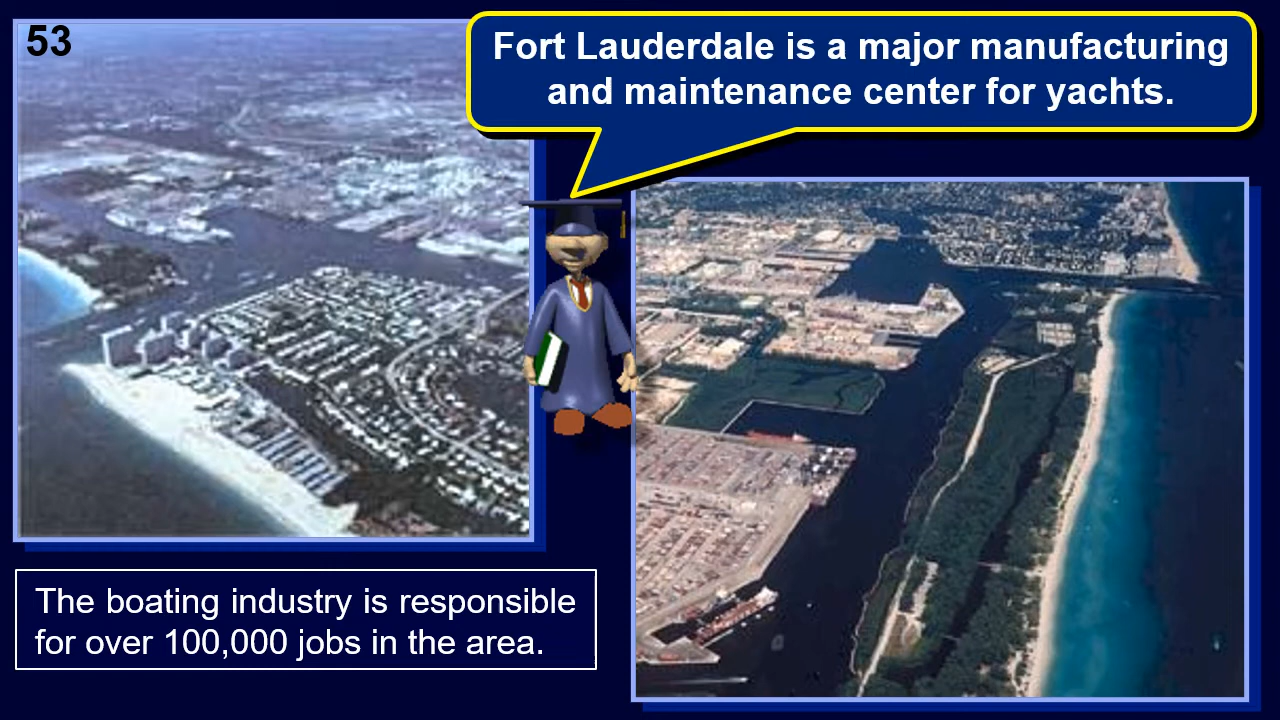 53
Fort Lauderdale is a major manufacturing
and maintenance center for yachts.
The boating industry is responsible
for over 100,000 jobs in the area.